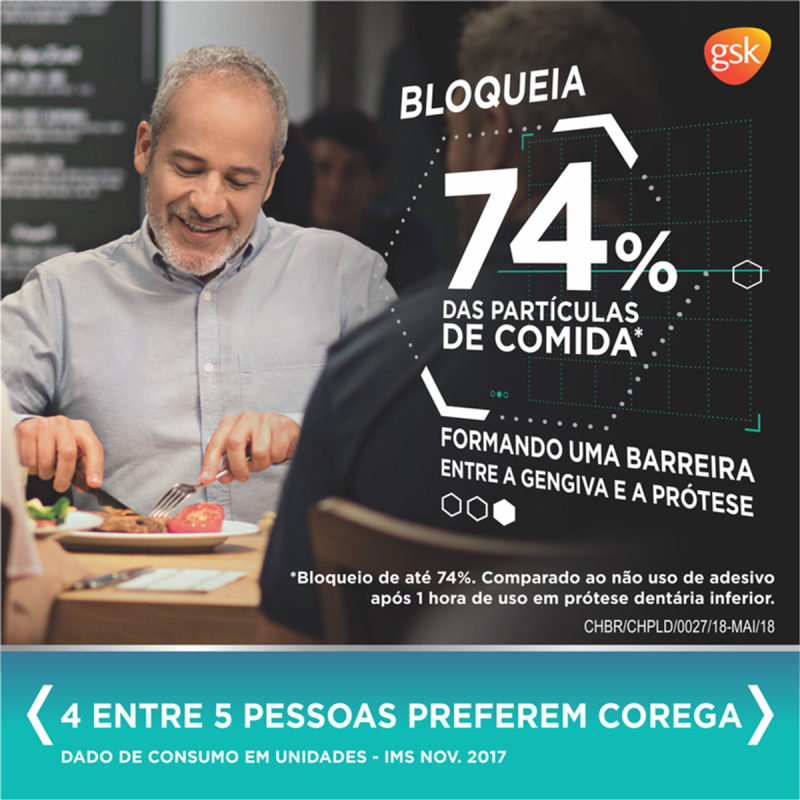 gsk
BLOQUEIA
74%
DAS PARTÍCULAS
DE COMIDA*
FORMANDO UMA BARREIRA
ENTRE A GENGIVA E A PRÓTESE
*Bloqueio de até 74%. Comparado ao não uso de adesivo
após 1 hora de uso em prótese dentária inferior.
CHBR/CHPLD/0027/18-MAI/18
4 ENTRE 5 PESSOAS PREFEREM COREGA
DADO DE CONSUMO EM UNIDADES - IMS NOV. 2017